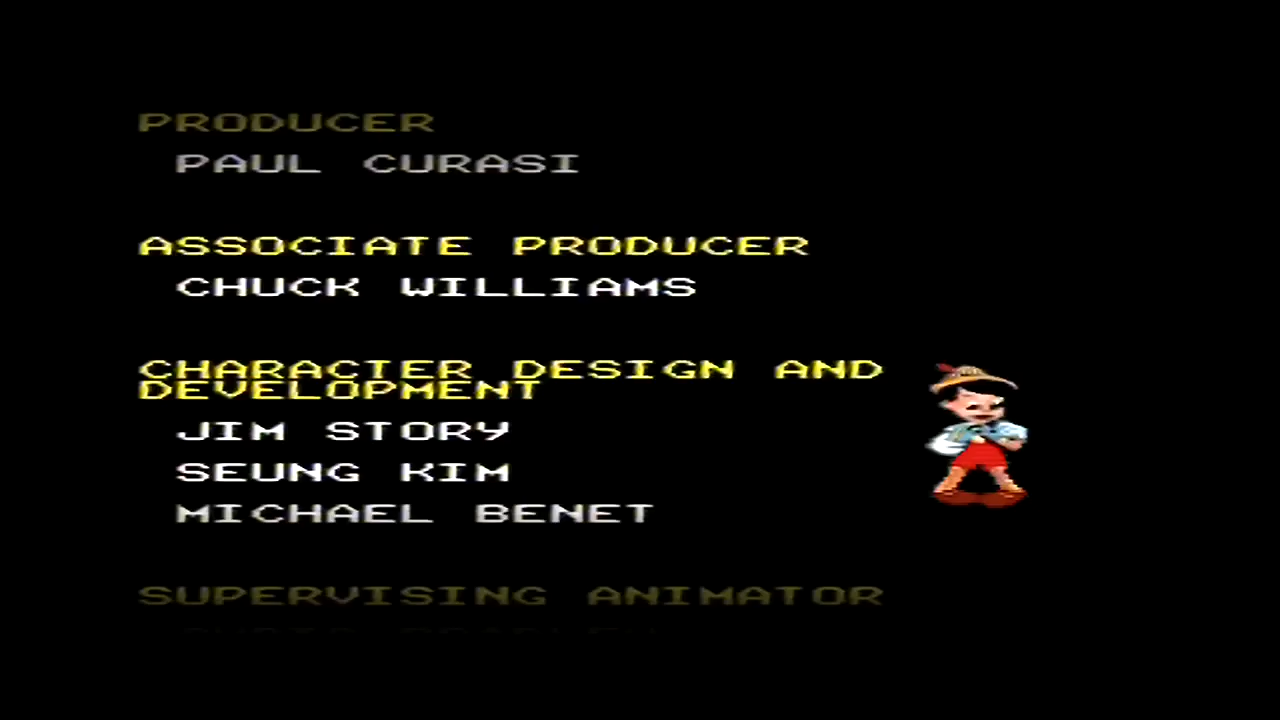 PRODUCER
PAUL CURASI
ASSOCIATE PRODUCER
CHUCK WILLIAMS
CHARACTER DESIGN AND
DEVELOPMENT
JIM STORY
SEUNG KIM
MICHAEL BENET
SUPERVISING ANIMATOR